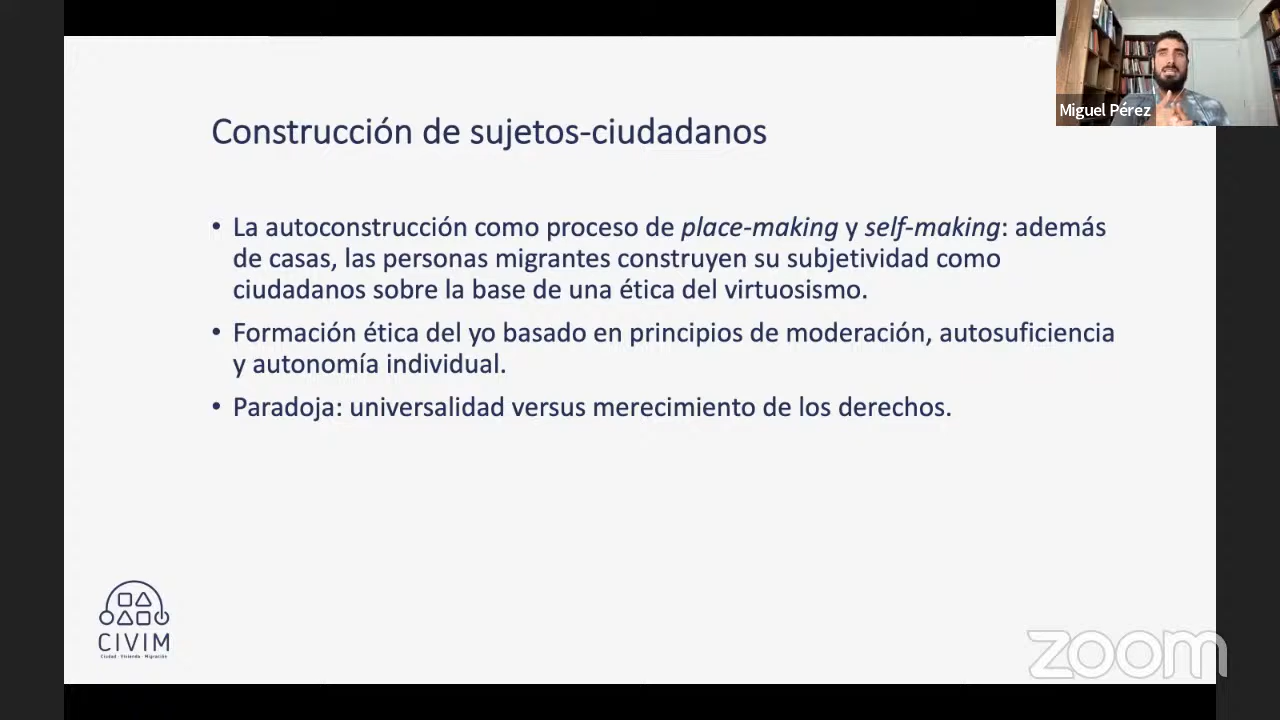 Miguel Pérez
Construcción de sujetos-ciudadanos
• La autoconstrucción como proceso de place-making y self-making: además
de casas, las personas migrantes construyen su subjetividad como
ciudadanos sobre la base de una ética del virtuosismo.
• Formación ética del yo basado en principios de moderación, autosuficiencia
y autonomía individual.
• Paradoja: universalidad versus merecimiento de los derechos.
CIVIM
Ciudad · Vivienda · Migración
zoom